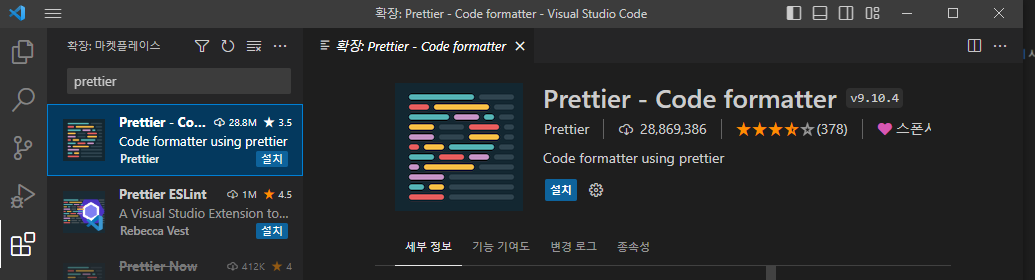 확장: Prettier - Code formatter - Visual Studio Code
확장: 마켓플레이스
확장: Prettier - Code formatter
prettier
Prettier - Co... 28.8M 3.5
Code formatter using prettier
Prettier 설치
Prettier ESLint 1M 4.5
A Visual Studio Extension to...
Rebecca Vest 설치
Prettier Now 412K 4
Prettier - Code formatter v9.10.4
Prettier 28,869,386 (378) 스폰서
Code formatter using prettier
설치
세부 정보 기능 기여도 변경 로그 종속성